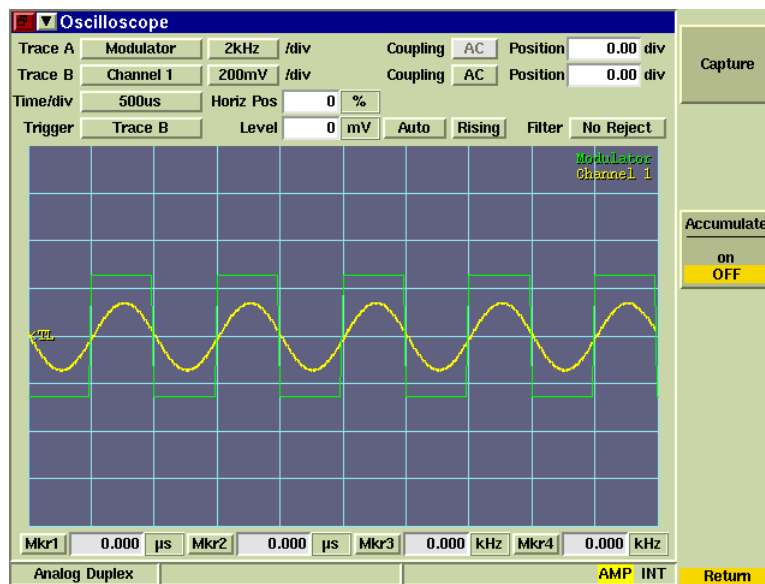 Oscilloscope
Trace A Modulator 2kHz /div Coupling AC Position 0.00 div
Trace B Channel 1 200mV /div Coupling AC Position 0.00 div
Time/div 500us Horiz Pos 0 %
Trigger Trace B Level 0 mV Auto Rising Filter No Reject
Modulator
Channel 1
<TL
Mkr1 0.000 µs Mkr2 0.000 µs Mkr3 0.000 kHz Mkr4 0.000 kHz
Analog Duplex AMP INT
Capture
Accumulate
on
OFF
Return